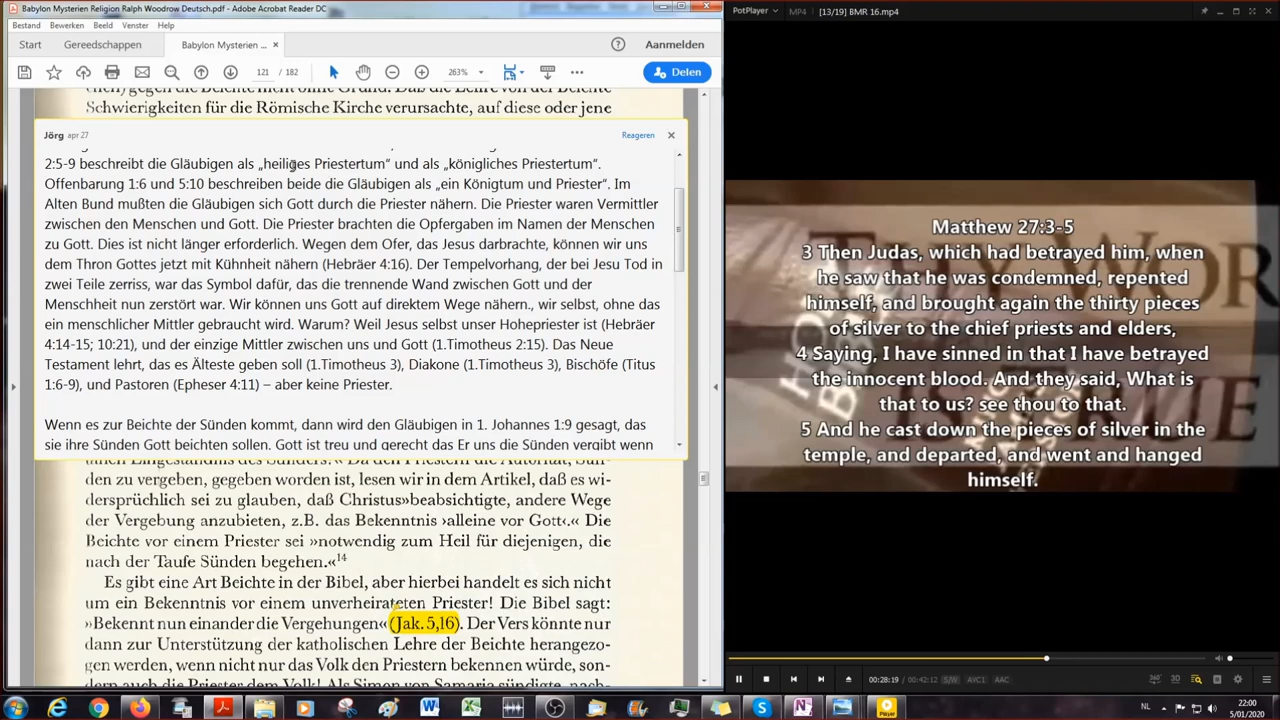 Babylon Mysterien Religion Ralph Woodrow Deutsch.pdf - Adobe Acrobat Reader DC
Bestand Bewerken Beeld Venster Help
Start Gereedschappen Babylon Mysterien ... × Aanmelden
121 / 182 263% Delen
Schwierigkeiten für die Römische Kirche verursachte, auf diese oder jene
Jörg apr 27 Reageren
2:5-9 beschreibt die Gläubigen als „heiliges Priestertum“ und als „königliches Priestertum“.
Offenbarung 1:6 und 5:10 beschreiben beide die Gläubigen als „ein Königtum und Priester“. Im
Alten Bund mußten die Gläubigen sich Gott durch die Priester nähern. Die Priester waren Vermittler
zwischen den Menschen und Gott. Die Priester brachten die Opfergaben im Namen der Menschen
zu Gott. Dies ist nicht länger erforderlich. Wegen dem Ofer, das Jesus darbrachte, können wir uns
dem Thron Gottes jetzt mit Kühnheit nähern (Hebräer 4:16). Der Tempelvorhang, der bei Jesu Tod in
zwei Teile zerriss, war das Symbol dafür, das die trennende Wand zwischen Gott und der
Menschheit nun zerstört war. Wir können uns Gott auf direktem Wege nähern., wir selbst, ohne das
ein menschlicher Mittler gebraucht wird. Warum? Weil Jesus selbst unser Hohepriester ist (Hebräer
4:14-15; 10:21), und der einzige Mittler zwischen uns und Gott (1.Timotheus 2:15). Das Neue
Testament lehrt, das es Älteste geben soll (1.Timotheus 3), Diakone (1.Timotheus 3), Bischöfe (Titus
1:6-9), und Pastoren (Epheser 4:11) – aber keine Priester.
Wenn es zur Beichte der Sünden kommt, dann wird den Gläubigen in 1. Johannes 1:9 gesagt, das
sie ihre Sünden Gott beichten sollen. Gott ist treu und gerecht das Er uns die Sünden vergibt wenn
den zu vergeben, gegeben worden ist, lesen wir in dem Artikel, daß es wi-
dersprüchlich sei zu glauben, daß Christus»beabsichtigte, andere Wege
der Vergebung anzubieten, z.B. das Bekenntnis ›alleine vor Gott‹.« Die
Beichte vor einem Priester sei »notwendig zum Heil für diejenigen, die
nach der Taufe Sünden begehen.«14
Es gibt eine Art Beichte in der Bibel, aber hierbei handelt es sich nicht
um ein Bekenntnis vor einem unverheirateten Priester! Die Bibel sagt:
»Bekennt nun einander die Vergehungen« (Jak. 5,16). Der Vers könnte nur
dann zur Unterstützung der katholischen Lehre der Beichte herangezo-
gen werden, wenn nicht nur das Volk den Priestern bekennen würde, son-
dern auch die Priester dem Volk! Als Simon von Samaria sündigte, nach-
PotPlayer MP4 [13/19] BMR 16.mp4
Matthew 27:3-5
3 Then Judas, which had betrayed him, when
he saw that he was condemned, repented
himself, and brought again the thirty pieces
of silver to the chief priests and elders,
4 Saying, I have sinned in that I have betrayed
the innocent blood. And they said, What is
that to us? see thou to that.
5 And he cast down the pieces of silver in the
temple, and departed, and went and hanged
himself.
00:28:19 / 00:42:12 S/W AVC1 AAC
NL 22:00
5/01/2020